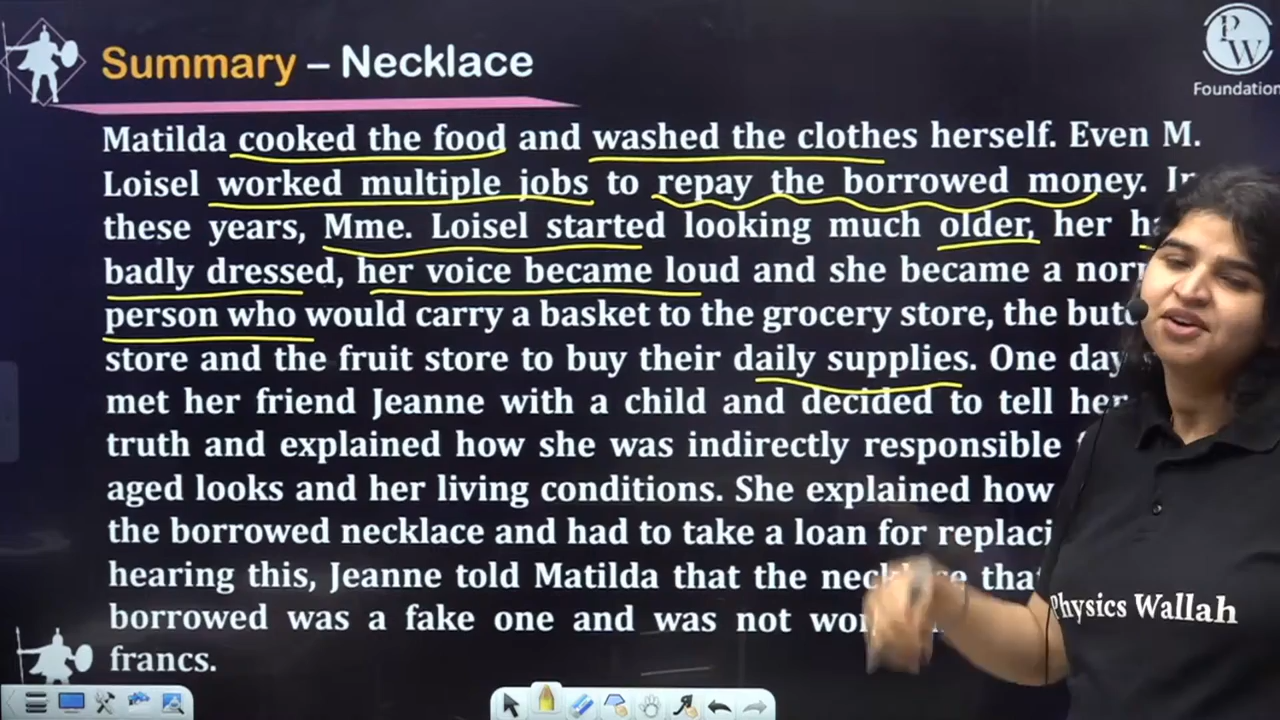 Summary – Necklace
PW
Foundation
Matilda cooked the food and washed the clothes herself. Even M.
Loisel worked multiple jobs to repay the borrowed money.
these years, Mme. Loisel started looking much older, her
badly dressed, her voice became loud and she became a
person who would carry a basket to the grocery store, the
store and the fruit store to buy their daily supplies. One day
met her friend Jeanne with a child and decided to tell her
truth and explained how she was indirectly responsible
aged looks and her living conditions. She explained how
the borrowed necklace and had to take a loan for
hearing this, Jeanne told Matilda that the
borrowed was a fake one and was not
francs.
Physics Wallah